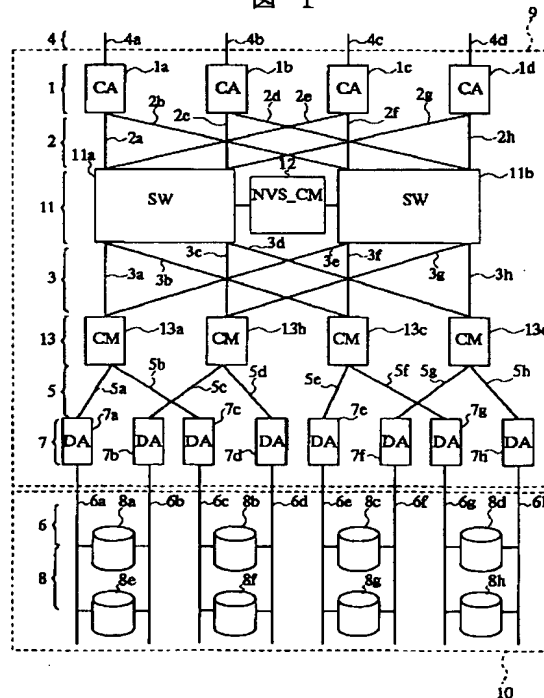 図 1
9
4 4a 4b 4c 4d
1 CA 1a CA 1b CA 1c CA 1d
2b 2c 2d 2e 2f 2g
2 2a 2h
11a 12 11b
11 SW NVS_CM SW
3c 3d 3e 3f
3 3a 3b 3g 3h
13 CM 13a CM 13b CM 13c CM 13d
5 5a 5b 5c 5d 5e 5f 5g 5h
7a 7c 7e 7g
7 DA DA DA DA DA DA DA DA
7b 7d 7f 7h
6a 6b 6c 6d 6e 6f 6g 6h
6 8a 8b 8c 8d
8 8e 8f 8g 8h
10